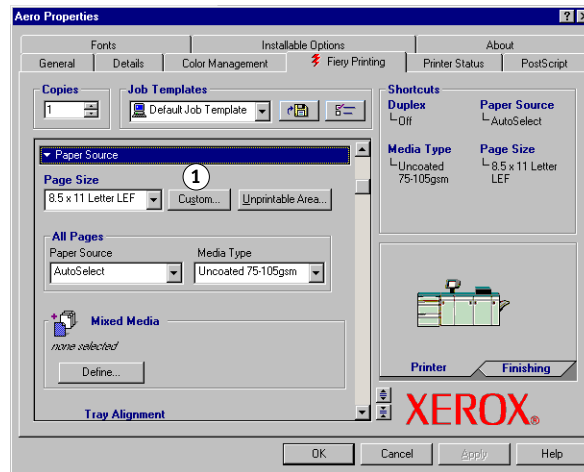 Aero Properties
Fonts
Installable Options
About
General
Details
Color Management
Fiery Printing
Printer Status
PostScript
Copies
1
Job Templates
Default Job Template
Paper Source
Page Size
1
8.5 x 11 Letter LEF
Custom...
Unprintable Area...
All Pages
Paper Source
Media Type
AutoSelect
Uncoated 75-105gsm
Mixed Media
none selected
Define...
Tray Alignment
Shortcuts
Duplex
Off
Paper Source
AutoSelect
Media Type
Uncoated
75-105gsm
Page Size
8.5 x 11 Letter
LEF
Printer
Finishing
XEROX®
OK
Cancel
Apply
Help